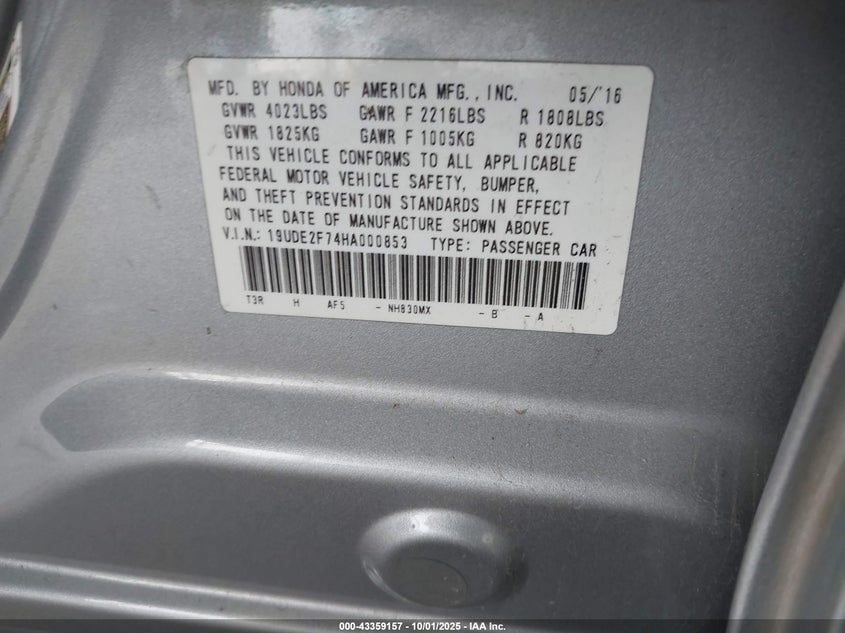 MFD. BY HONDA OF AMERICA MFG., INC. 05/'16
GVWR 4023LBS GAWR F 2216LBS R 1808LBS
GVWR 1825KG GAWR F 1005KG R 820KG
THIS VEHICLE CONFORMS TO ALL APPLICABLE
FEDERAL MOTOR VEHICLE SAFETY, BUMPER,
AND THEFT PREVENTION STANDARDS IN EFFECT
ON THE DATE OF MANUFACTURE SHOWN ABOVE.
V.I.N.: 19UDE2F74HA000853 TYPE: PASSENGER CAR
T3R H AF5 - NH830MX - B - A
000-43359157 - 10/01/2025 - IAA Inc.